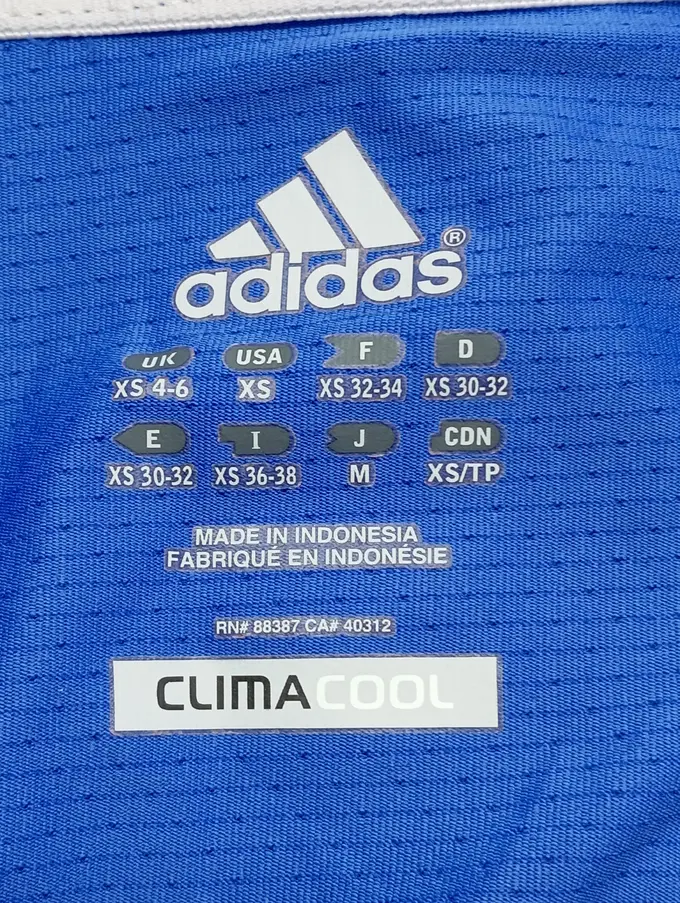 adidas®
UK USA F D
XS 4-6 XS XS 32-34 XS 30-32
E I J CDN
XS 30-32 XS 36-38 M XS/TP
MADE IN INDONESIA
FABRIQUÉ EN INDONÉSIE
RN# 88387 CA# 40312
CLIMACOOL